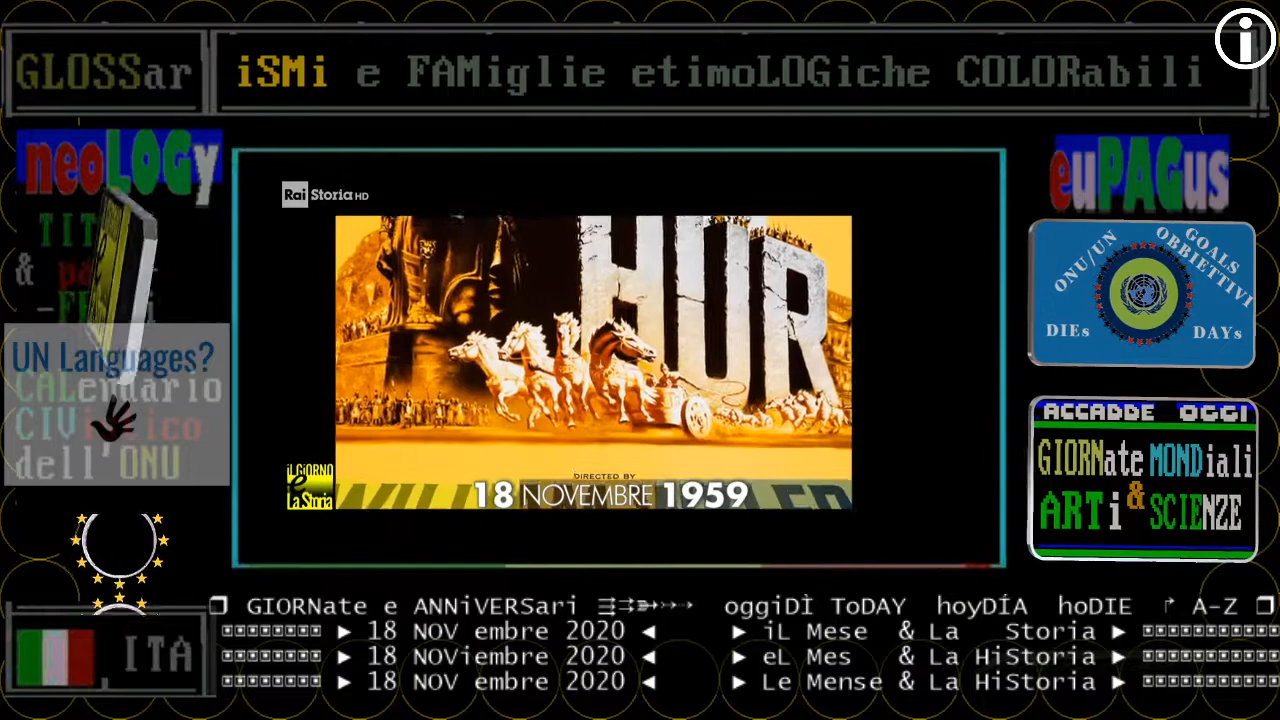 GLOSSar
iSMi e FAMiglie etimoLOGiche COLORabili
neoLOGy
euPAGus
Rai Storia HD
HUR
TIT
&
ONU/UN
GOALS
OBBIETTIVI
DIEs
DAYs
UN Languages?
CALendario
CIVi
dell'ONU
ACCADDE OGGI
GIORNate MONDiali
ARTi & SCIENZE
iL GiORNO
e
La Storia
DIRECTED BY
18 NOVEMBRE 1959
GIORNate e ANNiVERSari
oggiDÌ ToDAY hoyDÍA hoDIE A-Z
18 NOV embre 2020
iL Mese & La Storia
18 NOViembre 2020
eL Mes & La HiStoria
18 NOV embre 2020
Le Mense & La HiStoria
ITA